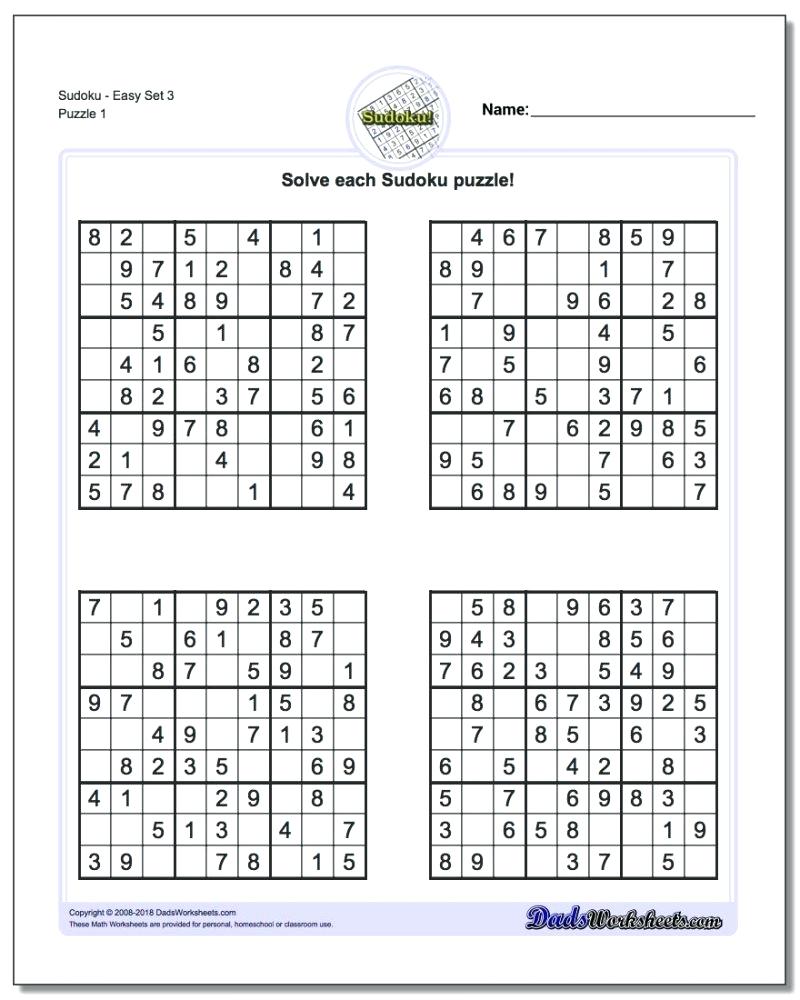 Sudoku - Easy Set 3
Puzzle 1
Sudoku!
Name:
Solve each Sudoku puzzle!
8 2 5 4 1
9 7 1 2 8 4
5 4 8 9 7 2
5 1 8 7
4 1 6 8 2
8 2 3 7 5 6
4 9 7 8 6 1
2 1 4 9 8
5 7 8 1 4
4 6 7 8 5 9
8 9 1 7
7 9 6 2 8
1 9 4 5
7 5 9 6
6 8 5 3 7 1
7 6 2 9 8 5
9 5 7 6 3
6 8 9 5 7
7 1 9 2 3 5
5 6 1 8 7
8 7 5 9 1
9 7 1 5 8
4 9 7 1 3
8 2 3 5 6 9
4 1 2 9 8
5 1 3 4 7
3 9 7 8 1 5
5 8 9 6 3 7
9 4 3 8 5 6
7 6 2 3 5 4 9
8 6 7 3 9 2 5
7 8 5 6 3
6 5 4 2 8
5 7 6 9 8 3
3 6 5 8 1 9
8 9 3 7 5
Copyright © 2008-2018 DadsWorksheets.com
These Math Worksheets are provided for personal, homeschool or classroom use.
DadsWorksheets.com